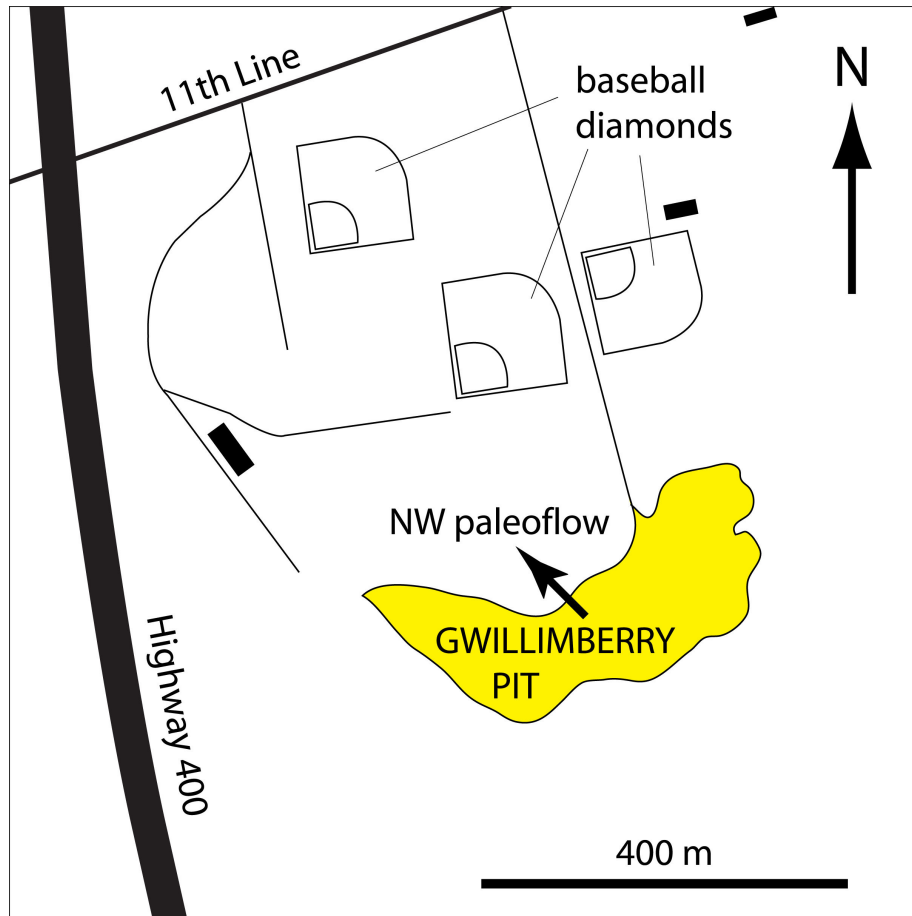 11th Line
baseball
diamonds
N
NW paleoflow
GWILLIMBERRY
PIT
Highway 400
400 m